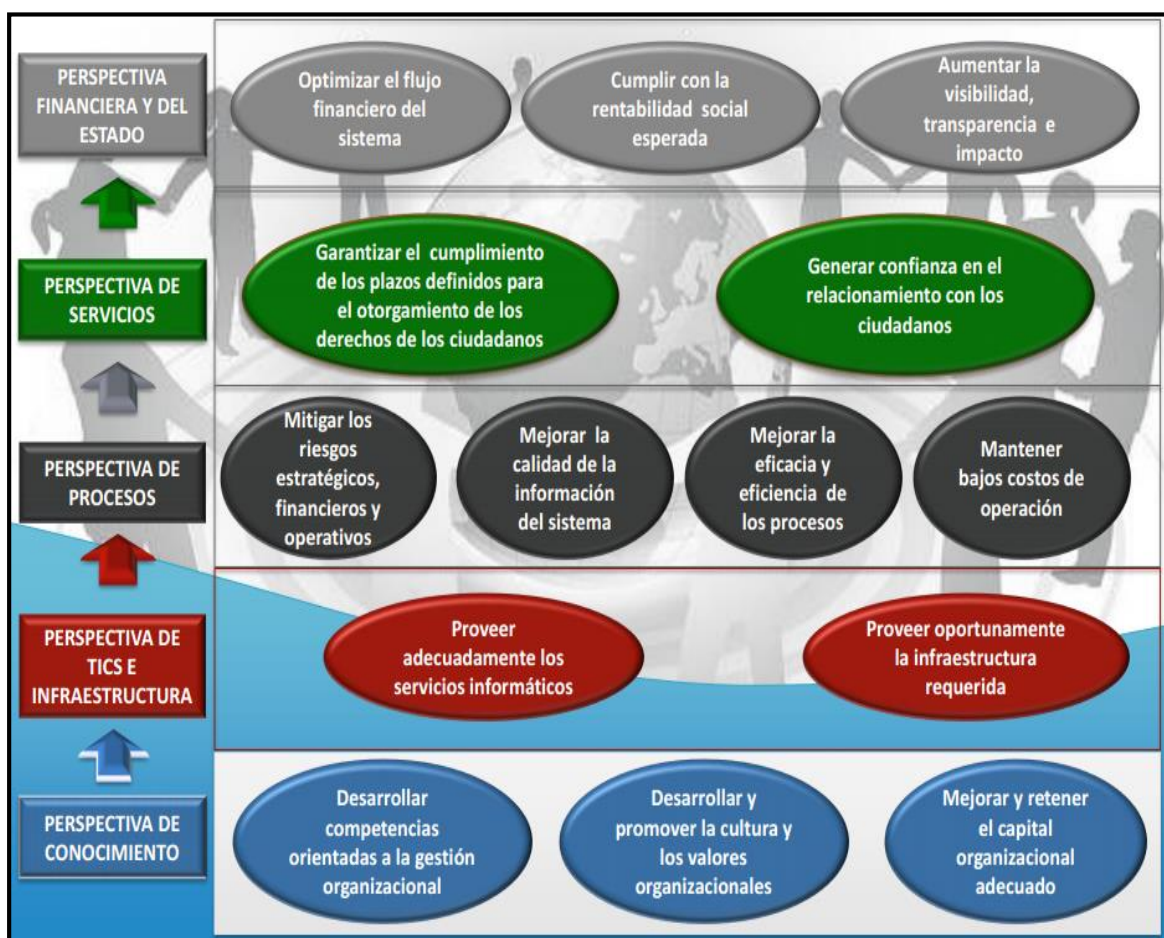 PERSPECTIVA
FINANCIERA Y DEL
ESTADO
Optimizar el flujo
financiero del
sistema
Cumplir con la
rentabilidad social
esperada
Aumentar la
visibilidad,
transparencia e
impacto
PERSPECTIVA DE
SERVICIOS
Garantizar el cumplimiento
de los plazos definidos para
el otorgamiento de los
derechos de los ciudadanos
Generar confianza en el
relacionamiento con los
ciudadanos
PERSPECTIVA DE
PROCESOS
Mitigar los
riesgos
estratégicos,
financieros y
operativos
Mejorar la
calidad de la
información
del sistema
Mejorar la
eficacia y
eficiencia de
los procesos
Mantener
bajos costos de
operación
PERSPECTIVA DE
TICS E
INFRAESTRUCTURA
Proveer
adecuadamente los
servicios informáticos
Proveer oportunamente
la infraestructura
requerida
PERSPECTIVA DE
CONOCIMIENTO
Desarrollar
competencias
orientadas a la gestión
organizacional
Desarrollar y
promover la cultura y
los valores
organizacionales
Mejorar y retener
el capital
organizacional
adecuado